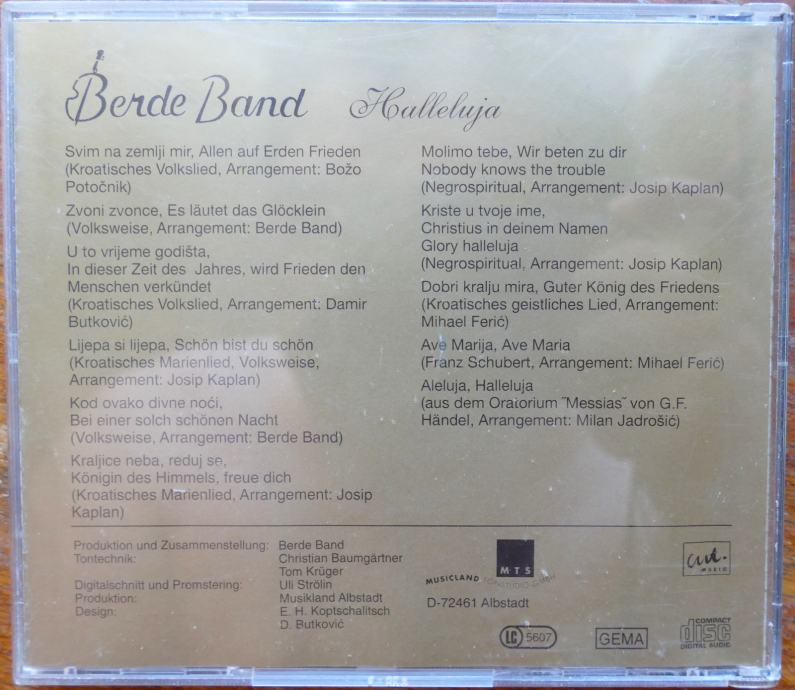 Berde Band Halleluja
Svim na zemlji mir, Allen auf Erden Frieden
(Kroatisches Volkslied, Arrangement: Božo
Potočnik)
Zvoni zvonce, Es läutet das Glöcklein
(Volksweise, Arrangement: Berde Band)
U to vrijeme godišta,
In dieser Zeit des Jahres, wird Frieden den
Menschen verkündet
(Kroatisches Volkslied, Arrangement: Damir
Butković)
Lijepa si lijepa, Schön bist du schön
(Kroatisches Marienlied, Volksweise,
Arrangement: Josip Kaplan)
Kod ovako divne noći,
Bei einer solch schönen Nacht
(Volksweise, Arrangement: Berde Band)
Kraljice neba, reduj se,
Königin des Himmels, freue dich
(Kroatisches Marienlied, Arrangement: Josip
Kaplan)
Molimo tebe, Wir beten zu dir
Nobody knows the trouble
(Negrospiritual, Arrangement: Josip Kaplan)
Kriste u tvoje ime,
Christius in deinem Namen
Glory halleluja
(Negrospiritual, Arrangement: Josip Kaplan)
Dobri kralju mira, Guter König des Friedens
(Kroatisches geistliches Lied, Arrangement:
Mihael Ferić)
Ave Marija, Ave Maria
(Franz Schubert, Arrangement: Mihael Ferić)
Aleluja, Halleluja
(aus dem Oratorium ˝Messias˝ von G.F.
Händel, Arrangement: Milan Jadrošić)
Produktion und Zusammenstellung: Berde Band
Tontechnik: Christian Baumgärtner
Tom Krüger
Digitalschnitt und Promstering: Uli Strölin
Produktion: Musikland Albstadt
Design: E. H. Koptschalitsch
D. Butković
MTS
MUSICLAND TONSTUDIO GMBH
D-72461 Albstadt
LC 5607
GEMA
MUSIC
COMPACT
disc
DIGITAL AUDIO